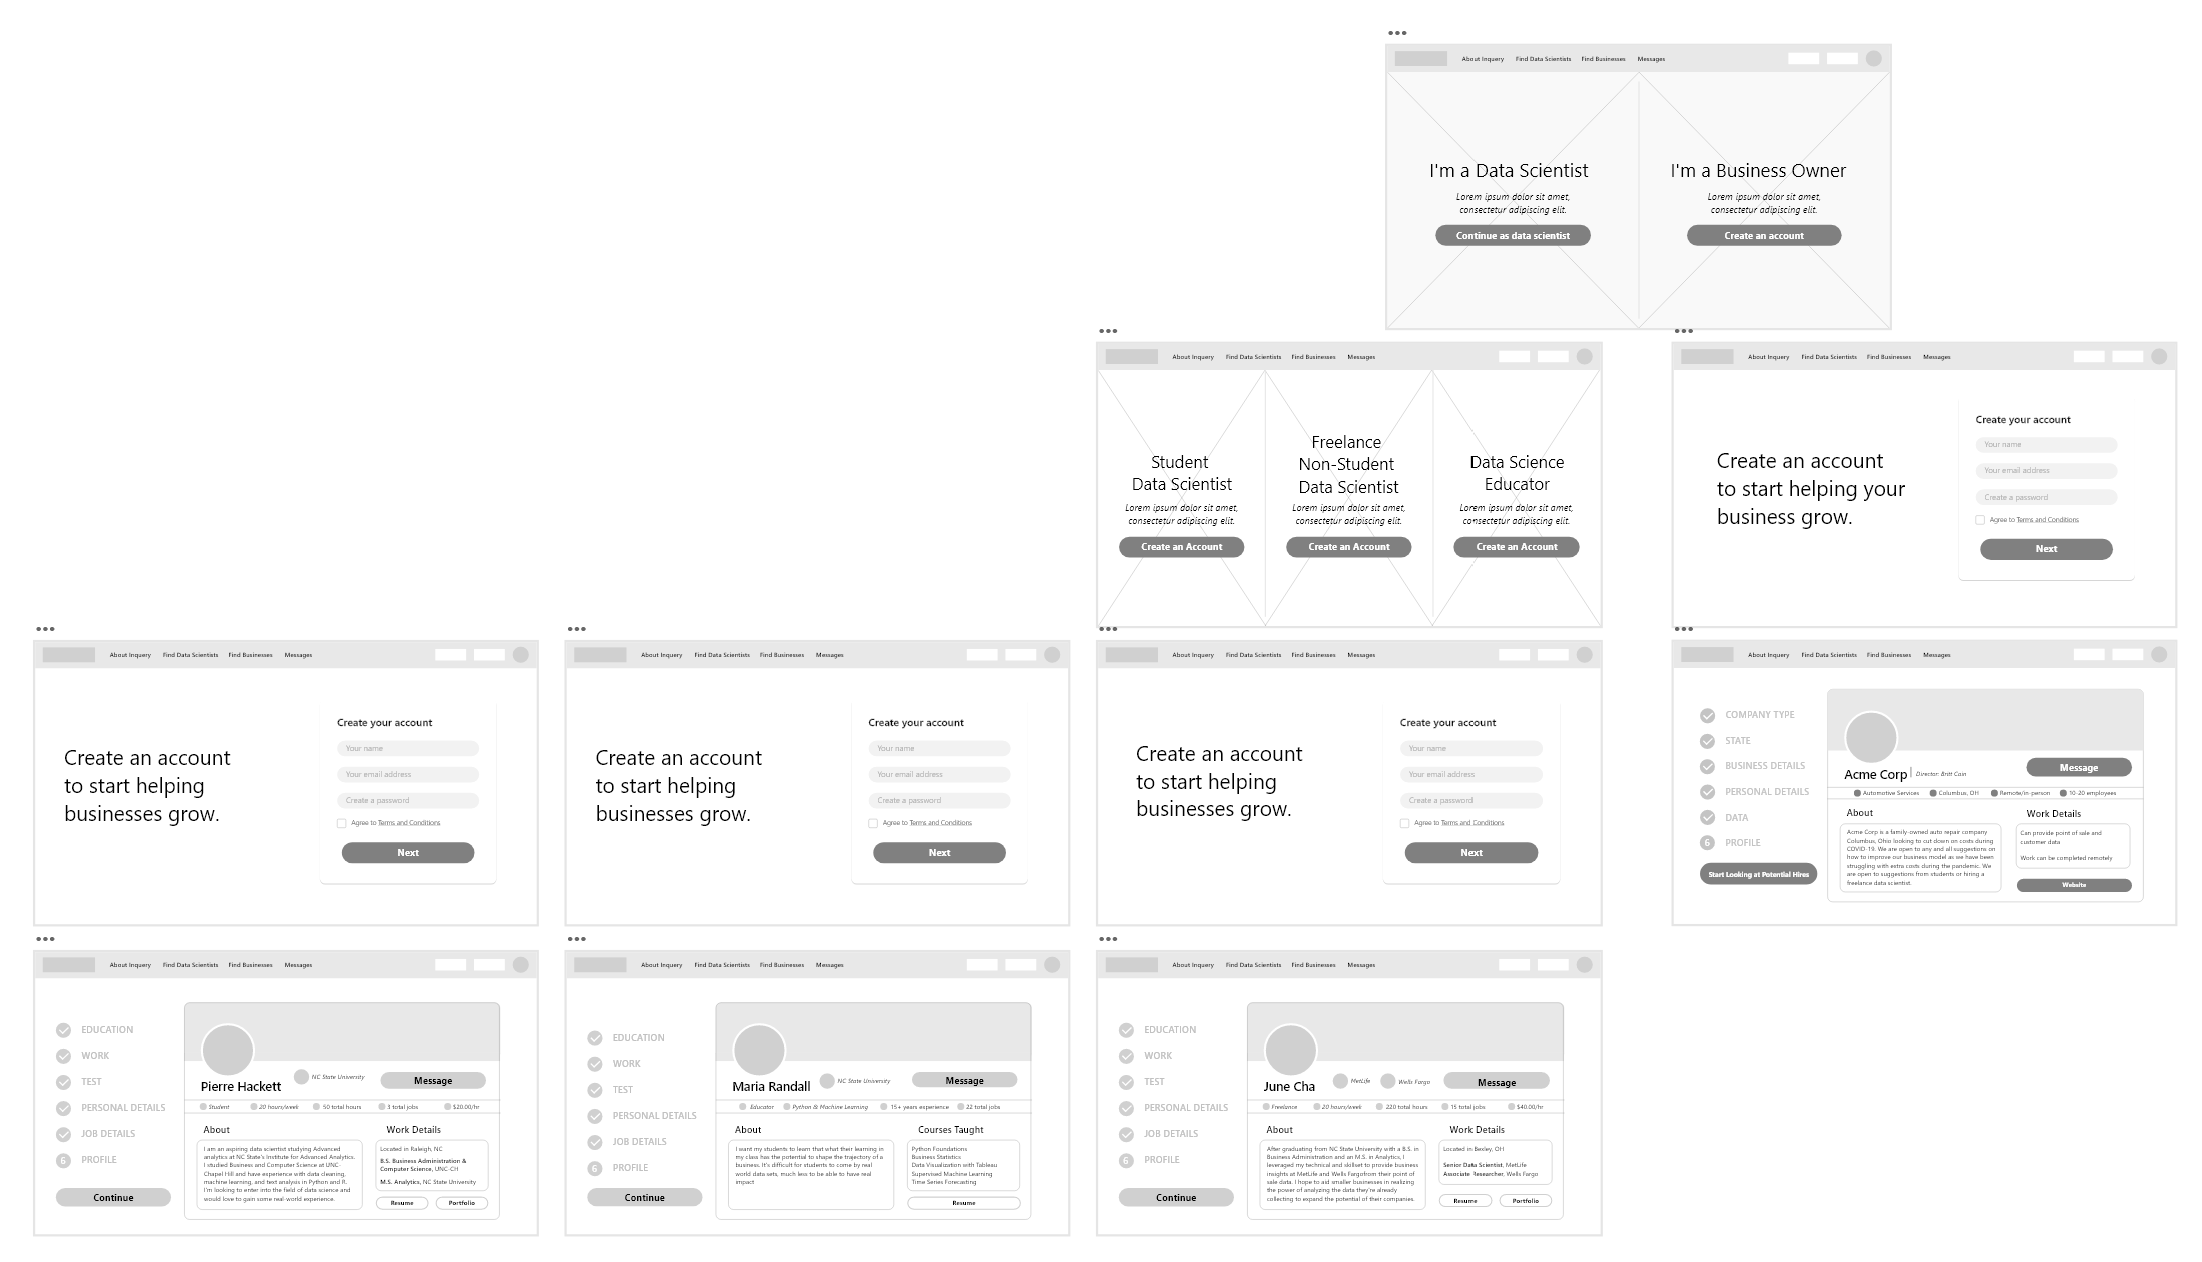 About Inquery Find Data Scientists Find Businesses Messages
I'm a Data Scientist
Lorem ipsum dolor sit amet,
consectetur adipiscing elit.
Continue as data scientist
I'm a Business Owner
Lorem ipsum dolor sit amet,
consectetur adipiscing elit.
Create an account
About Inquery Find Data Scientists Find Businesses Messages
Student
Data Scientist
Lorem ipsum dolor sit amet,
consectetur adipiscing elit.
Create an Account
Freelance
Non-Student
Data Scientist
Lorem ipsum dolor sit amet,
consectetur adipiscing elit.
Create an Account
Data Science
Educator
Lorem ipsum dolor sit amet,
consectetur adipiscing elit.
Create an Account
About Inquery Find Data Scientists Find Businesses Messages
Create an account
to start helping your
business grow.
Create your account
Your name
Your email address
Create a password
Agree to Terms and Conditions
Next
About Inquery Find Data Scientists Find Businesses Messages
Create an account
to start helping
businesses grow.
Create your account
Your name
Your email address
Create a password
Agree to Terms and Conditions
Next
About Inquery Find Data Scientists Find Businesses Messages
Create an account
to start helping
businesses grow.
Create your account
Your name
Your email address
Create a password
Agree to Terms and Conditions
Next
About Inquery Find Data Scientists Find Businesses Messages
Create an account
to start helping
businesses grow.
Create your account
Your name
Your email address
Create a password
Agree to Terms and Conditions
Next
About Inquery Find Data Scientists Find Businesses Messages
COMPANY TYPE
STATE
BUSINESS DETAILS
PERSONAL DETAILS
DATA
6 PROFILE
Start Looking at Potential Hires
Acme Corp | Director: Britt Cain
Message
Automotive Services Columbus, OH Remote/in-person 10-20 employees
About
Acme Corp is a family-owned auto repair company
Columbus, Ohio looking to cut down on costs during
COVID-19. We are open to any and all suggestions on
how to improve our business model as we have been
struggling with extra costs during the pandemic. We
are open to suggestions from students or hiring a
freelance data scientist.
Work Details
Can provide point of sale and
customer data
Work can be completed remotely
Website
About Inquery Find Data Scientists Find Businesses Messages
EDUCATION
WORK
TEST
PERSONAL DETAILS
JOB DETAILS
6 PROFILE
Continue
Pierre Hackett
NC State University
Message
Student 20 hours/week 50 total hours 3 total jobs $20.00/hr
About
I am an aspiring data scientist studying Advanced
analytics at NC State's Institute for Advanced Analytics.
I studied Business and Computer Science at UNC-
Chapel Hill and have experience with data cleaning,
machine learning, and text analysis in Python and R.
I'm looking to enter into the field of data science and
would love to gain some real-world experience.
Work Details
Located in Raleigh, NC
B.S. Business Administration &
Computer Science, UNC-CH
M.S. Analytics, NC State University
Resume
Portfolio
About Inquery Find Data Scientists Find Businesses Messages
EDUCATION
WORK
TEST
PERSONAL DETAILS
JOB DETAILS
6 PROFILE
Continue
Maria Randall
NC State University
Message
Educator Python & Machine Learning 15+ years experience 22 total jobs
About
I want my students to learn that what their learning in
my class has the potential to shape the trajectory of a
business. It's difficult for students to come by real
world data sets, much less to be able to have real
impact
Courses Taught
Python Foundations
Business Statistics
Data Visualization with Tableau
Supervised Machine Learning
Time Series Forecasting
Resume
About Inquery Find Data Scientists Find Businesses Messages
EDUCATION
WORK
TEST
PERSONAL DETAILS
JOB DETAILS
6 PROFILE
Continue
June Cha
MetLife
Wells Fargo
Message
Freelance 20 hours/week 220 total hours 15 total jobs $40.00/hr
About
After graduating from NC State University with a B.S. in
Business Administration and an M.S. in Analytics, I
leveraged my technical and skillset to provide business
insights at MetLife and Wells Fargofrom their point of
sale data. I hope to aid smaller businesses in realizing
the power of analyzing the data they're already
collecting to expand the potential of their companies.
Work Details
Located in Bexley, OH
Senior Data Scientist, MetLife
Associate Researcher, Wells Fargo
Resume
Portfolio